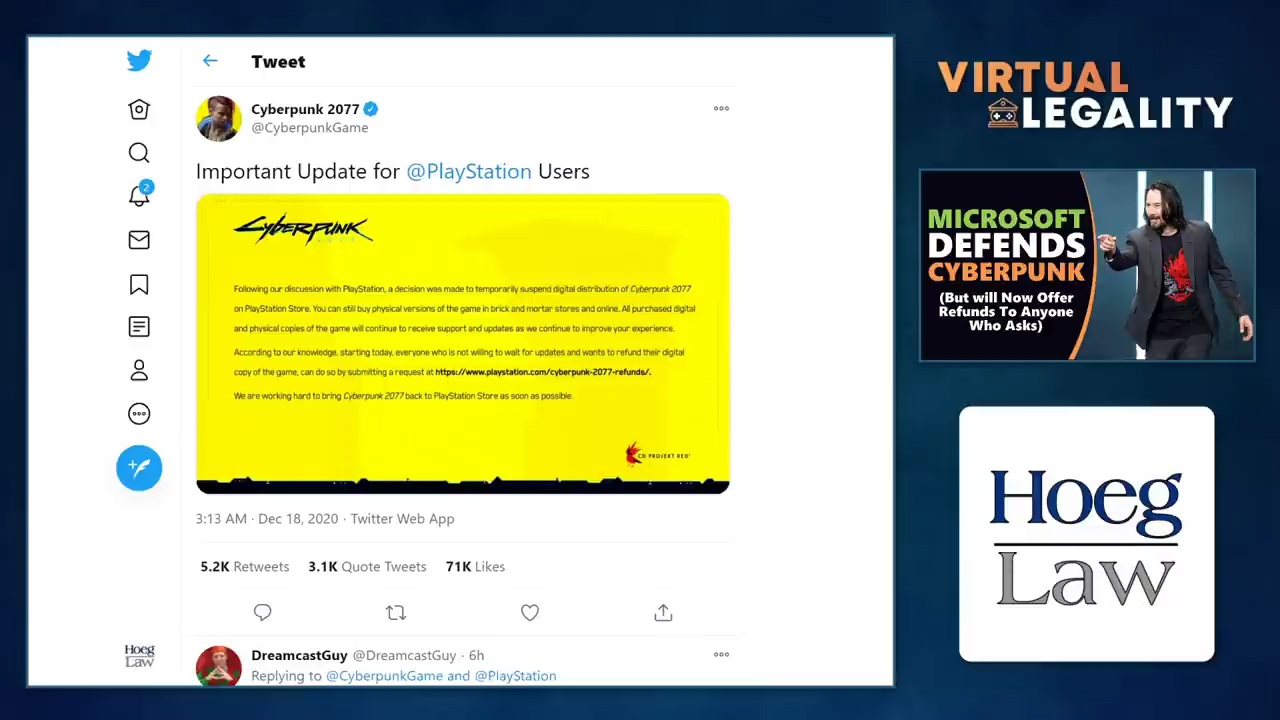 Tweet
Cyberpunk 2077
@CyberpunkGame
Important Update for @PlayStation Users
Cyberpunk
Following our discussion with PlayStation, a decision was made to temporarily suspend digital distribution of Cyberpunk 2077
on PlayStation Store. You can still buy physical versions of the game in brick and mortar stores and online. All purchased digital
and physical copies of the game will continue to receive support and updates as we continue to improve your experience.
According to our knowledge, starting today, everyone who is not willing to wait for updates and wants to refund their digital
copy of the game, can do so by submitting a request at https://www.playstation.com/cyberpunk-2077-refunds/.
We are working hard to bring Cyberpunk 2077 back to PlayStation Store as soon as possible.
CD PROJEKT RED
3:13 AM · Dec 18, 2020 · Twitter Web App
5.2K Retweets 3.1K Quote Tweets 71K Likes
DreamcastGuy @DreamcastGuy · 6h
Replying to @CyberpunkGame and @PlayStation
2
Hoeg
Law
VIRTUAL
LEGALITY
MICROSOFT
DEFENDS
CYBERPUNK
(But will Now Offer
Refunds To Anyone
Who Asks)
Hoeg
Law